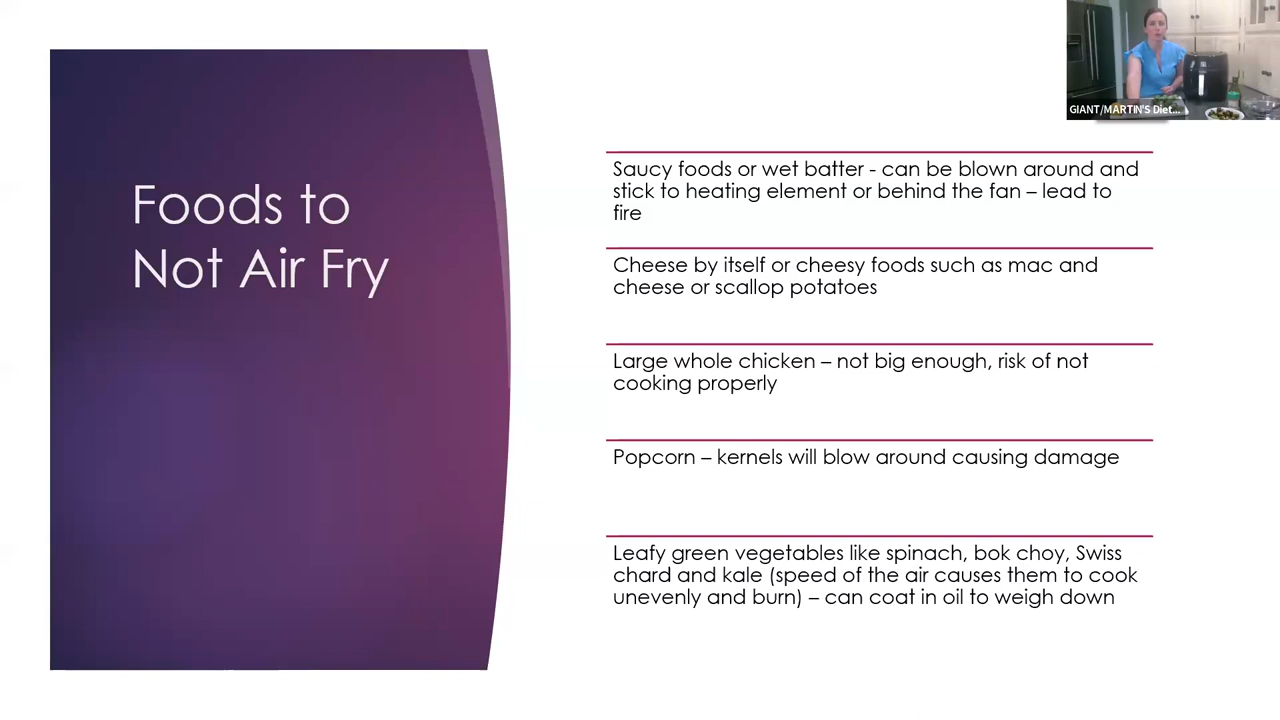 Foods to
Not Air Fry
GIANT/MARTIN'S Diet...
Saucy foods or wet batter - can be blown around and
stick to heating element or behind the fan – lead to
fire
Cheese by itself or cheesy foods such as mac and
cheese or scallop potatoes
Large whole chicken – not big enough, risk of not
cooking properly
Popcorn – kernels will blow around causing damage
Leafy green vegetables like spinach, bok choy, Swiss
chard and kale (speed of the air causes them to cook
unevenly and burn) – can coat in oil to weigh down